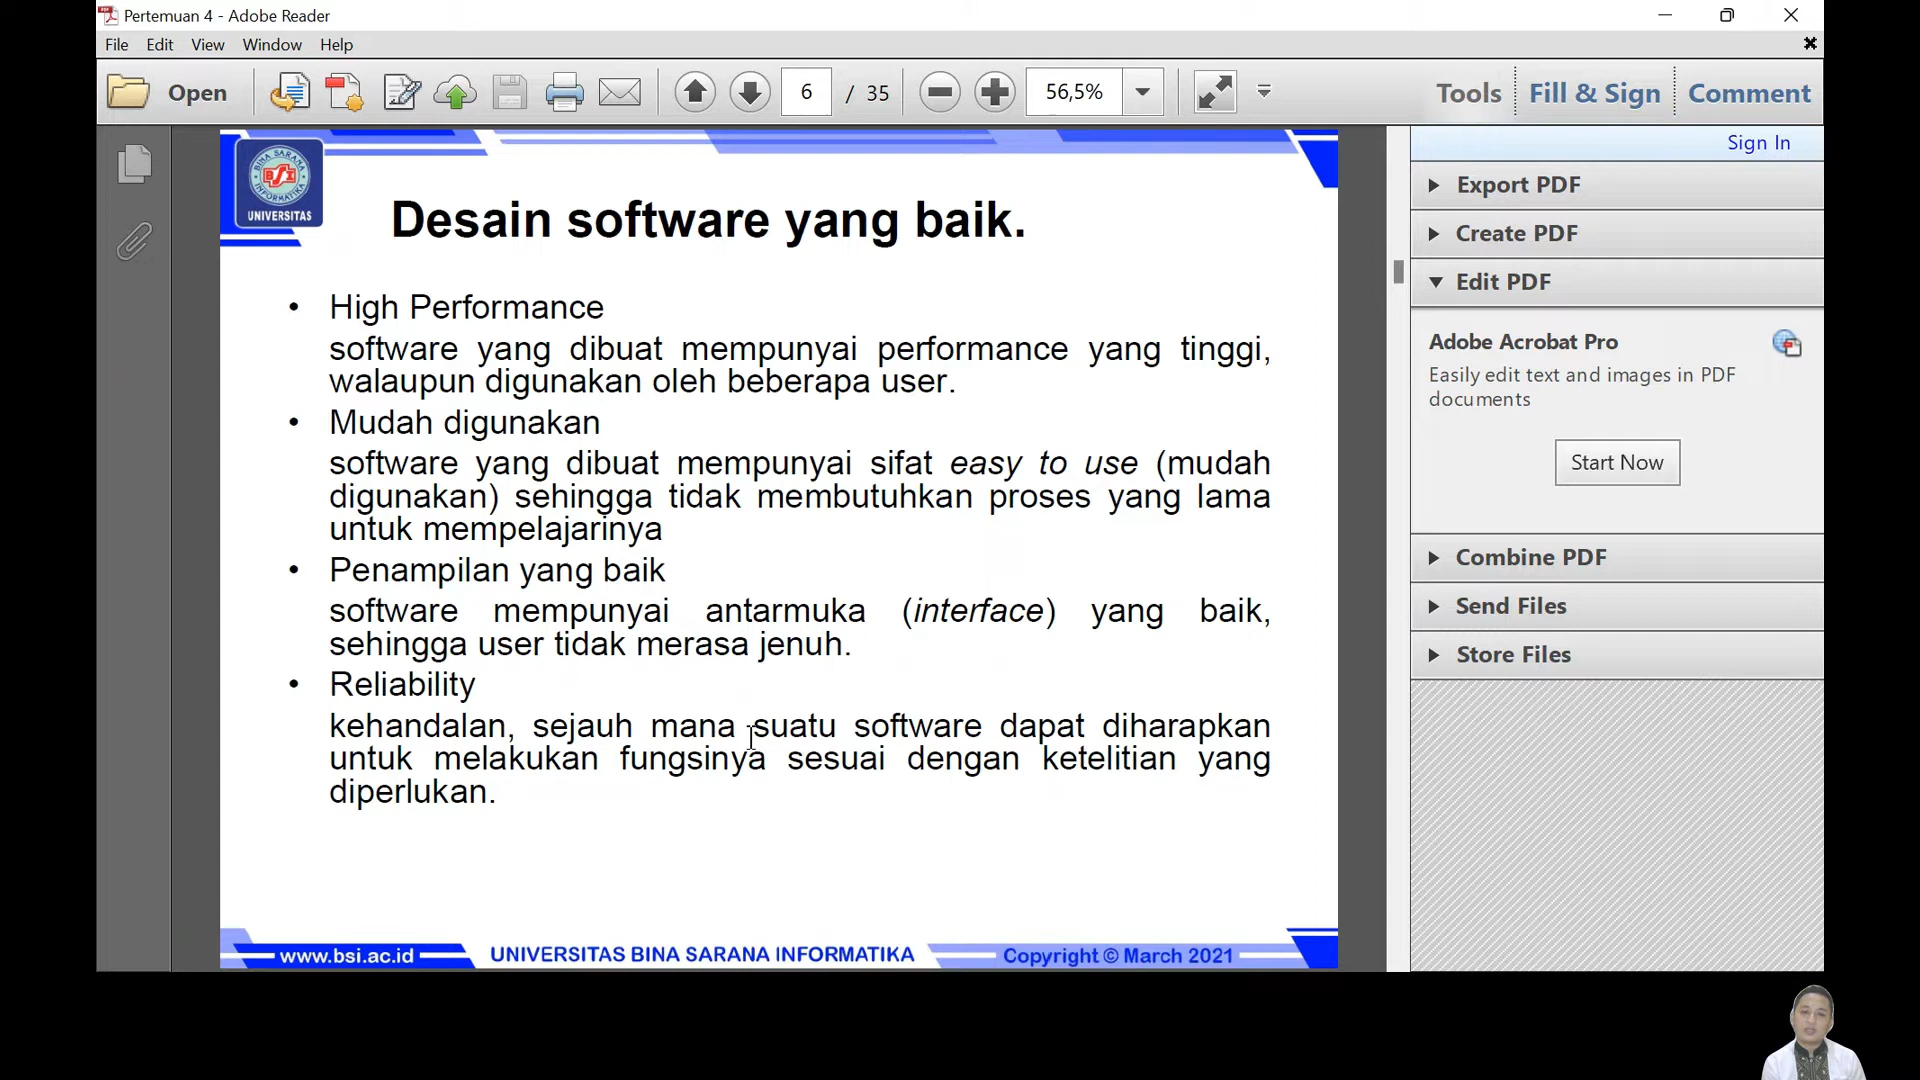 Pertemuan 4 - Adobe Reader
File Edit View Window Help
Open 6 / 35 56,5% Tools Fill & Sign Comment
Sign In
Export PDF
Create PDF
Edit PDF
Adobe Acrobat Pro
Easily edit text and images in PDF
documents
Start Now
Combine PDF
Send Files
Store Files
BINA SARANA INFORMATIKA
BSI
UNIVERSITAS
Desain software yang baik.
• High Performance
software yang dibuat mempunyai performance yang tinggi,
walaupun digunakan oleh beberapa user.
• Mudah digunakan
software yang dibuat mempunyai sifat easy to use (mudah
digunakan) sehingga tidak membutuhkan proses yang lama
untuk mempelajarinya
• Penampilan yang baik
software mempunyai antarmuka (interface) yang baik,
sehingga user tidak merasa jenuh.
• Reliability
kehandalan, sejauh mana suatu software dapat diharapkan
untuk melakukan fungsinya sesuai dengan ketelitian yang
diperlukan.
www.bsi.ac.id UNIVERSITAS BINA SARANA INFORMATIKA Copyright © March 2021